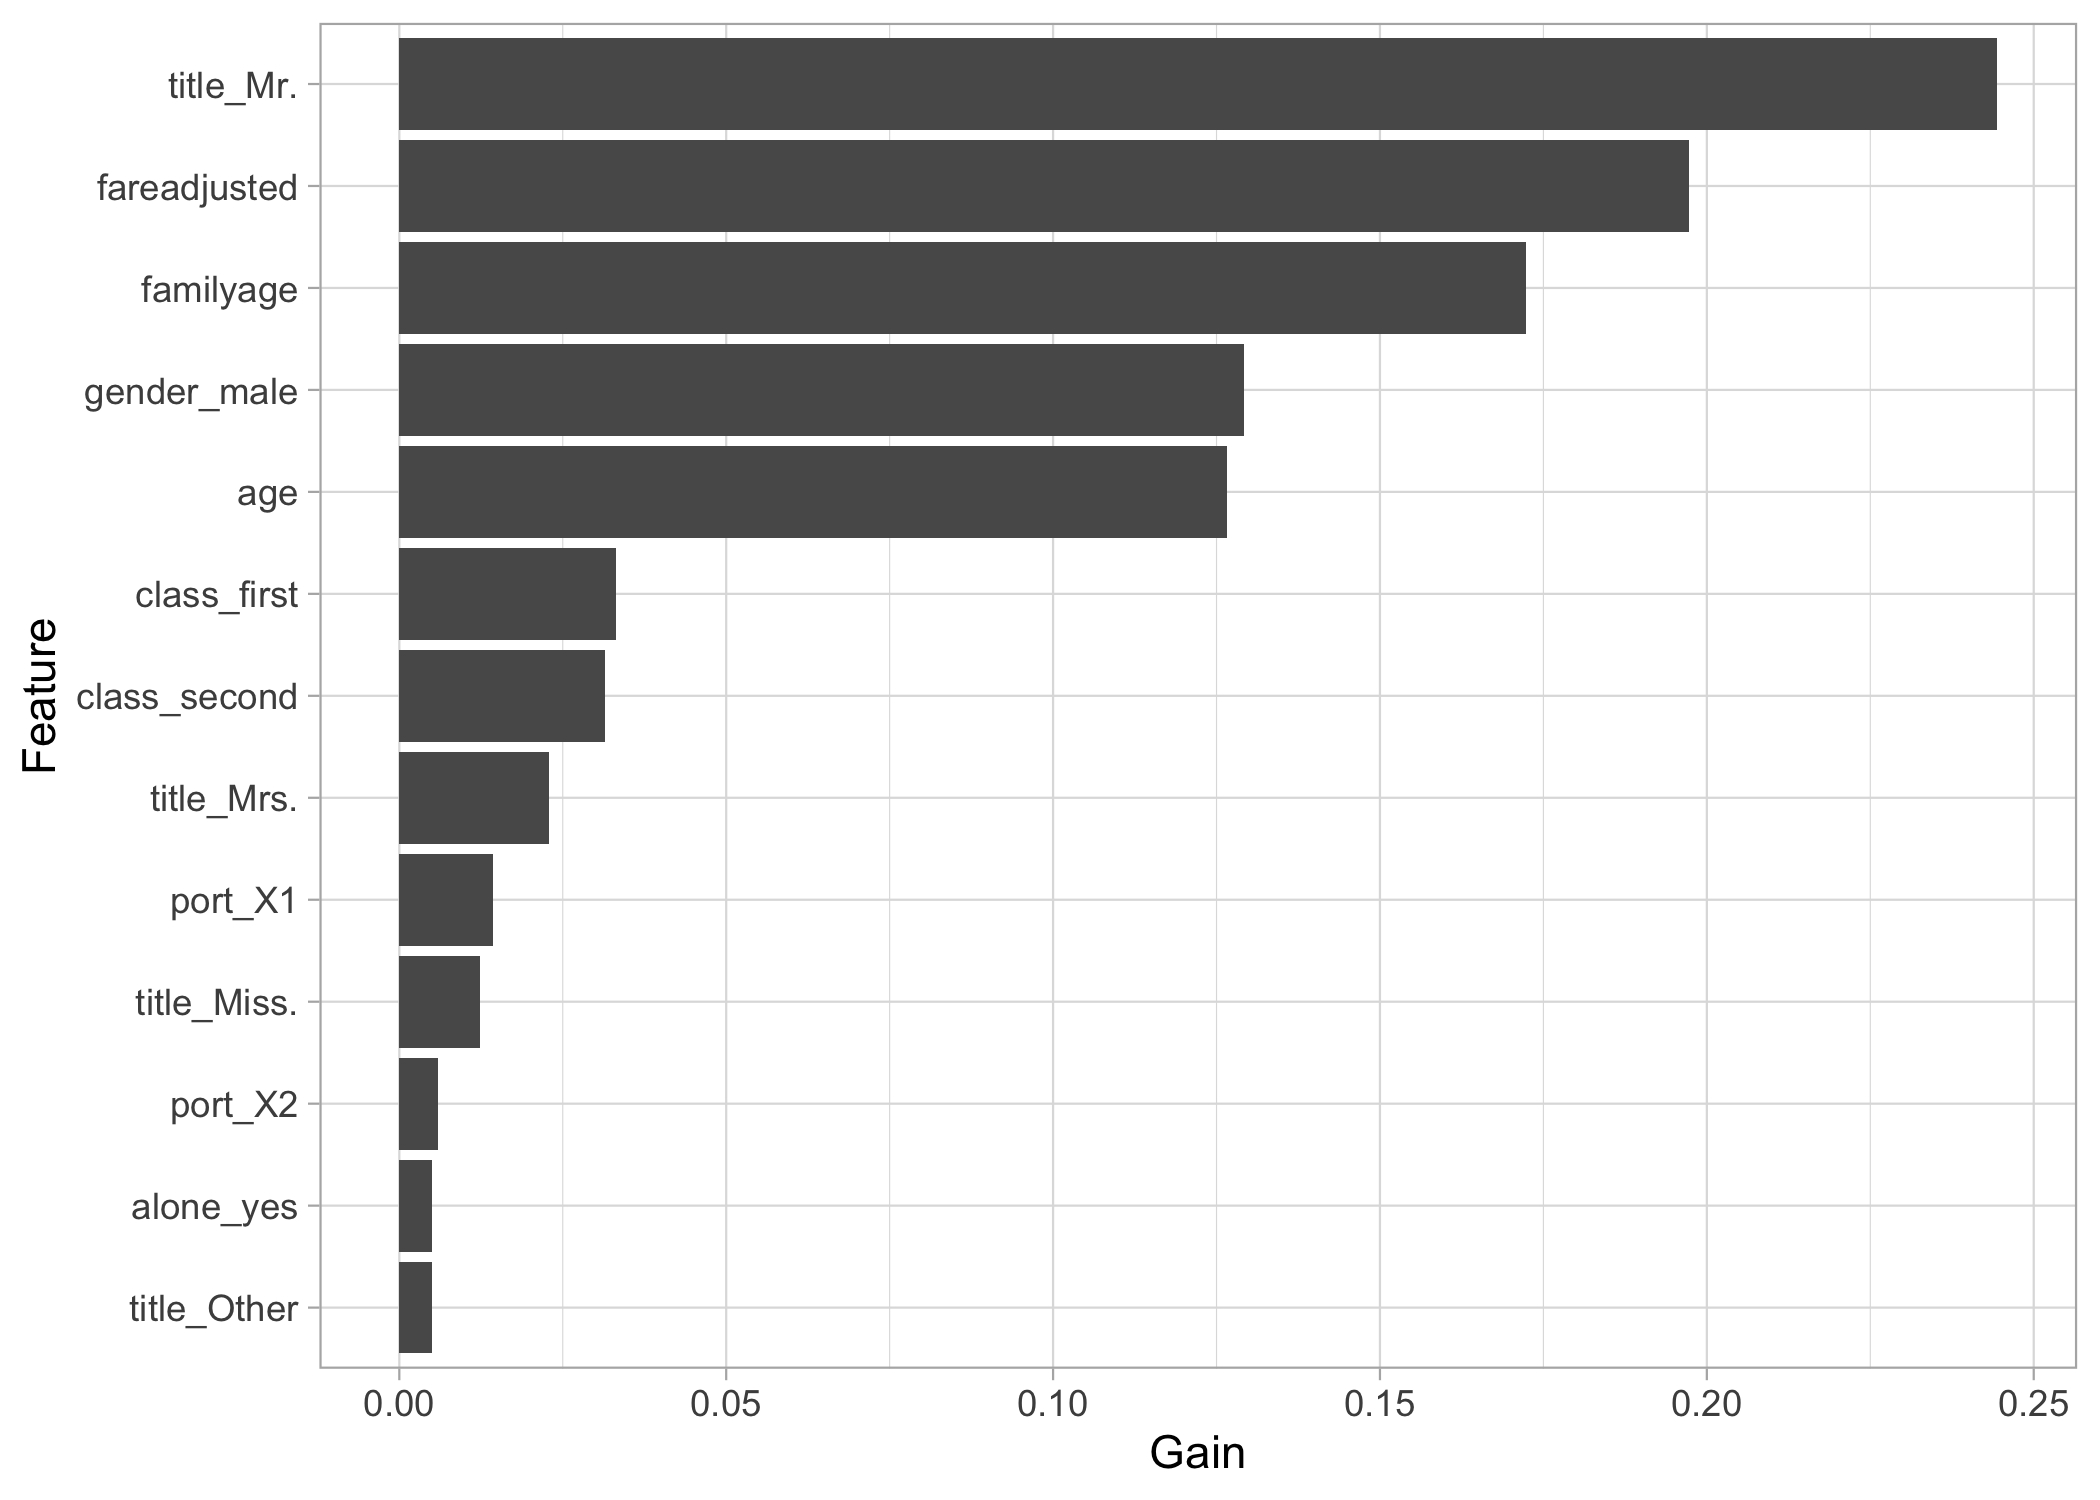 title_Mr.
fareadjusted
familyage
gender_male
age
class_first
class_second
title_Mrs.
port_X1
title_Miss.
port_X2
alone_yes
title_Other
Feature
0.00 0.05 0.10 0.15 0.20 0.25
Gain